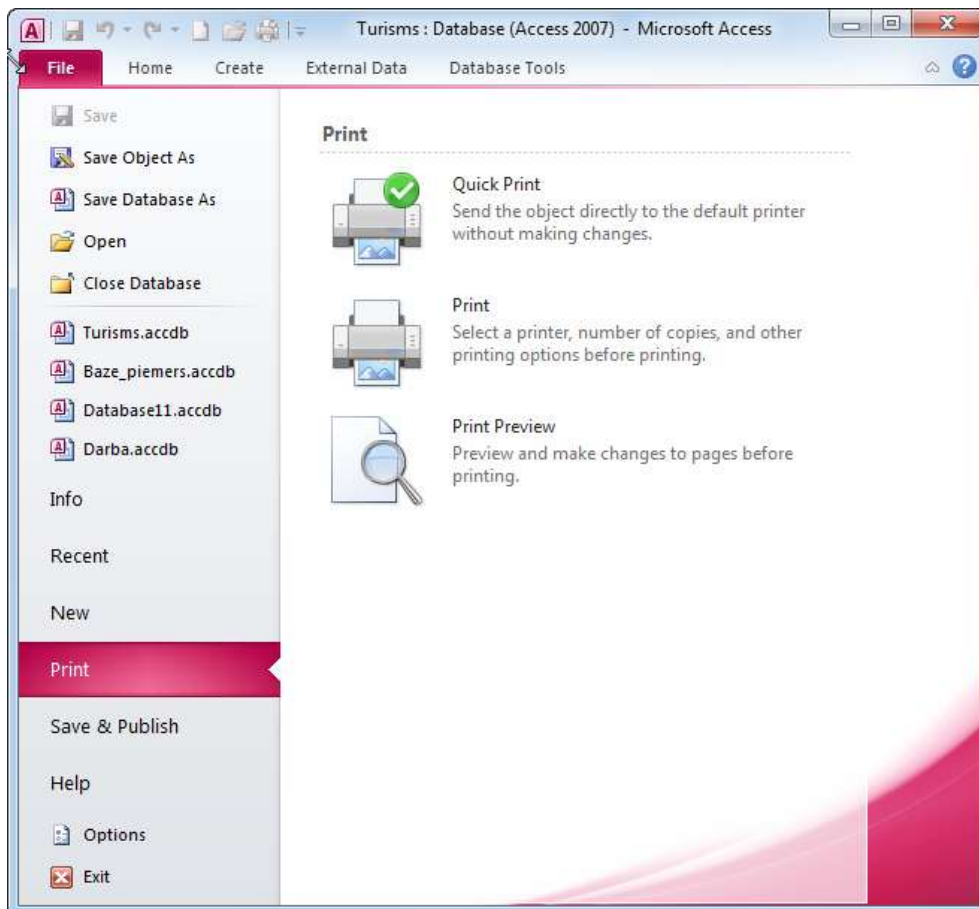 Turisms : Database (Access 2007) - Microsoft Access
File Home Create External Data Database Tools
Save
Save Object As
Save Database As
Open
Close Database
Turisms.accdb
Baze_piemers.accdb
Database11.accdb
Darba.accdb
Info
Recent
New
Print
Save & Publish
Help
Options
Exit
Print
Quick Print
Send the object directly to the default printer
without making changes.
Print
Select a printer, number of copies, and other
printing options before printing.
Print Preview
Preview and make changes to pages before
printing.